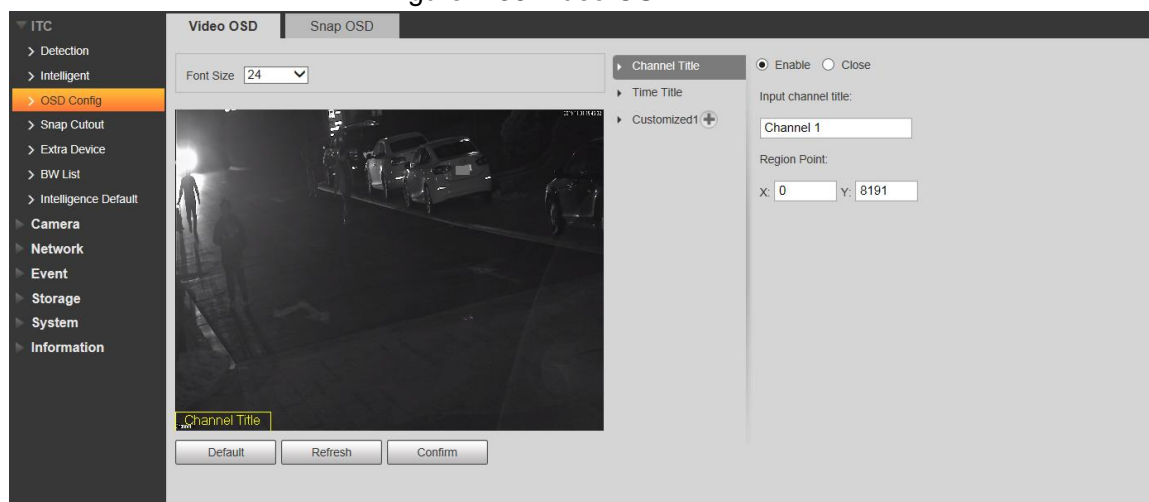 ITC
Detection
Intelligent
OSD Config
Snap Cutout
Extra Device
BW List
Intelligence Default
Camera
Network
Event
Storage
System
Information
Video OSD
Snap OSD
Font Size 24
Channel Title
Default
Refresh
Confirm
Channel Title
Time Title
Customized1
Enable Close
Input channel title:
Channel 1
Region Point:
X: 0 Y: 8191